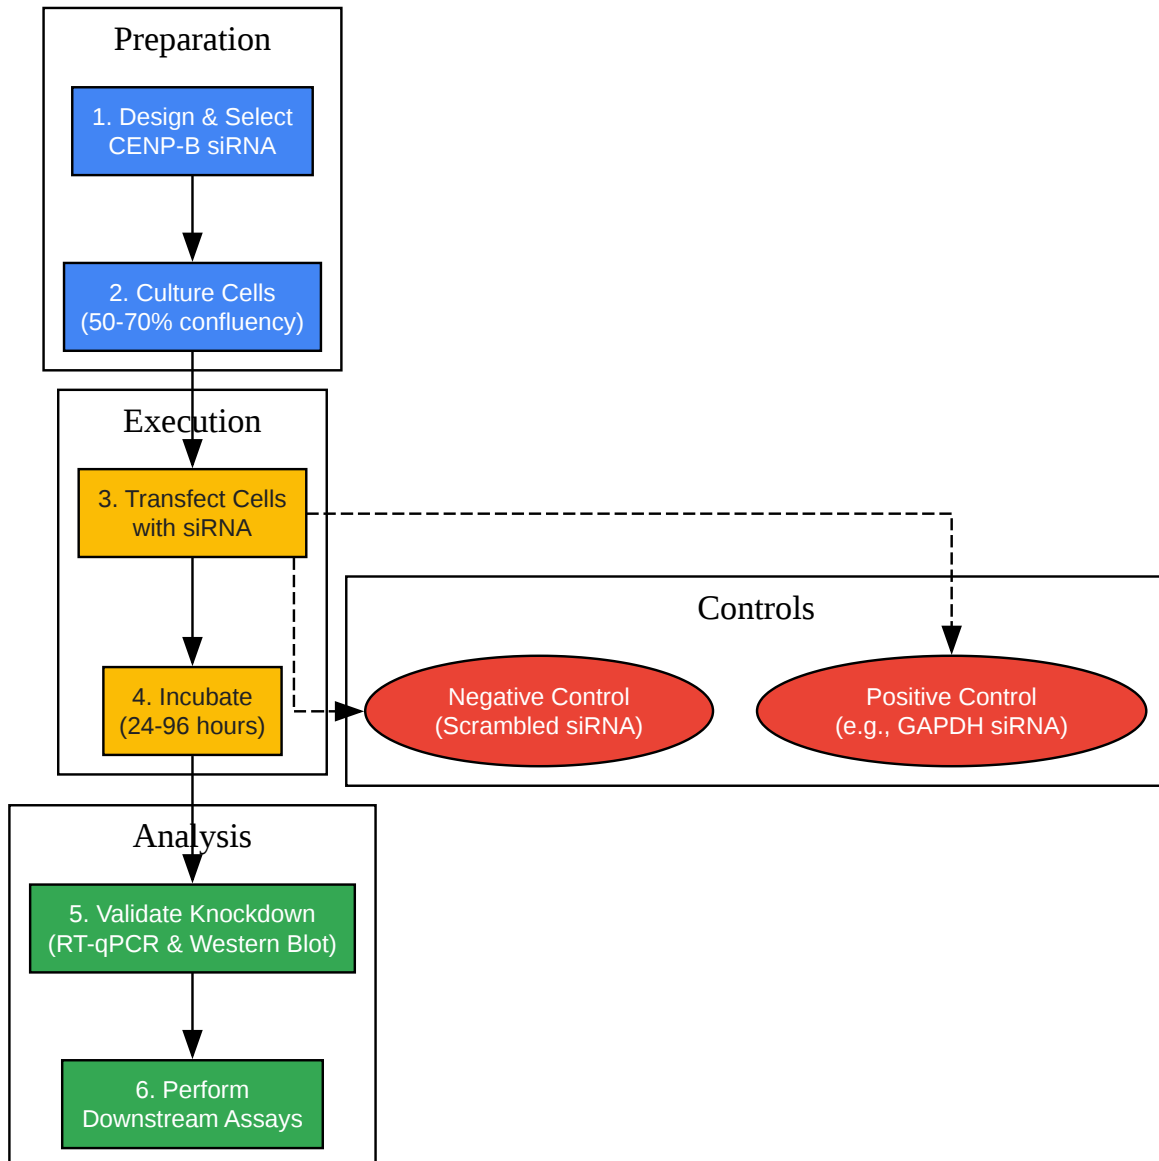 Preparation
1. Design & Select
CENP-B siRNA
2. Culture Cells
(50-70% confluency)
Execution
3. Transfect Cells
with siRNA
4. Incubate
(24-96 hours)
Controls
Negative Control
(Scrambled siRNA)
Positive Control
(e.g., GAPDH siRNA)
Analysis
5. Validate Knockdown
(RT-qPCR & Western Blot)
6. Perform
Downstream Assays